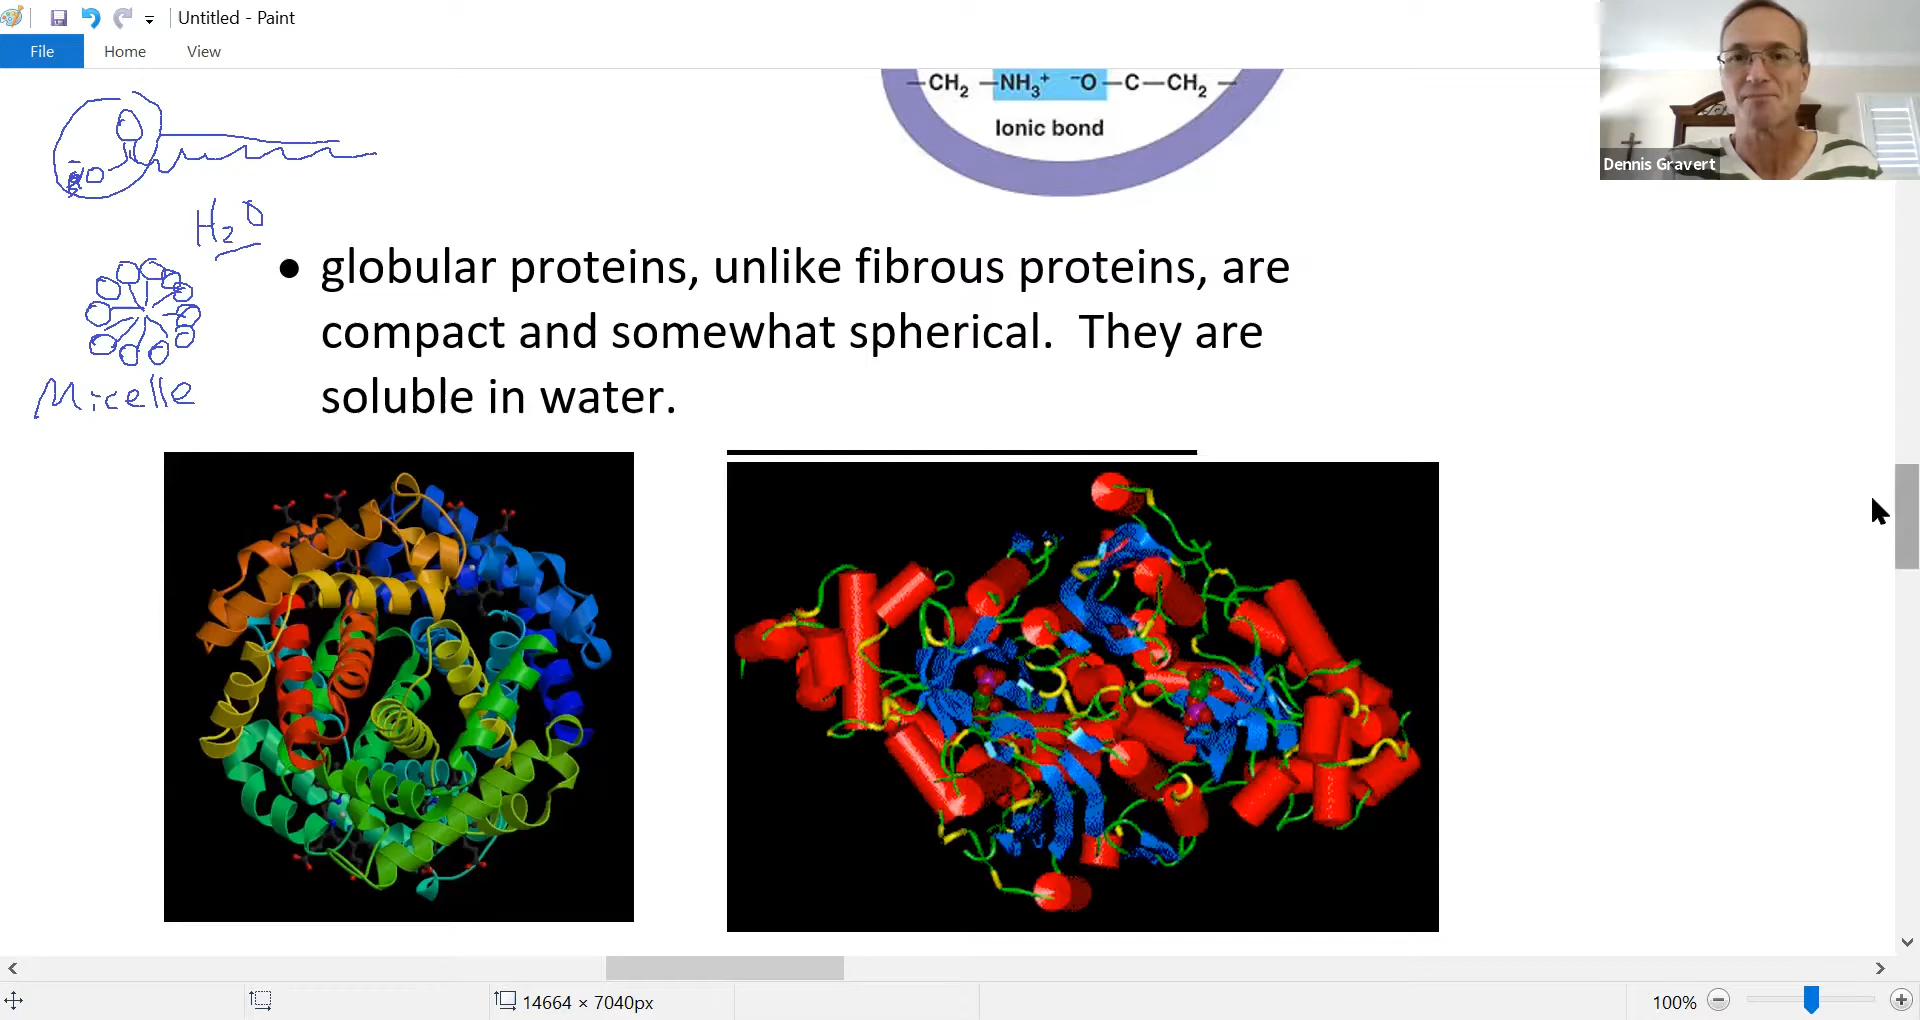 Untitled - Paint
File Home View
–CH2 –NH3+ –O–C–CH2 –
Ionic bond
Dennis Gravert
H2O
• globular proteins, unlike fibrous proteins, are
compact and somewhat spherical. They are
soluble in water.
Micelle
14664 × 7040px
100%